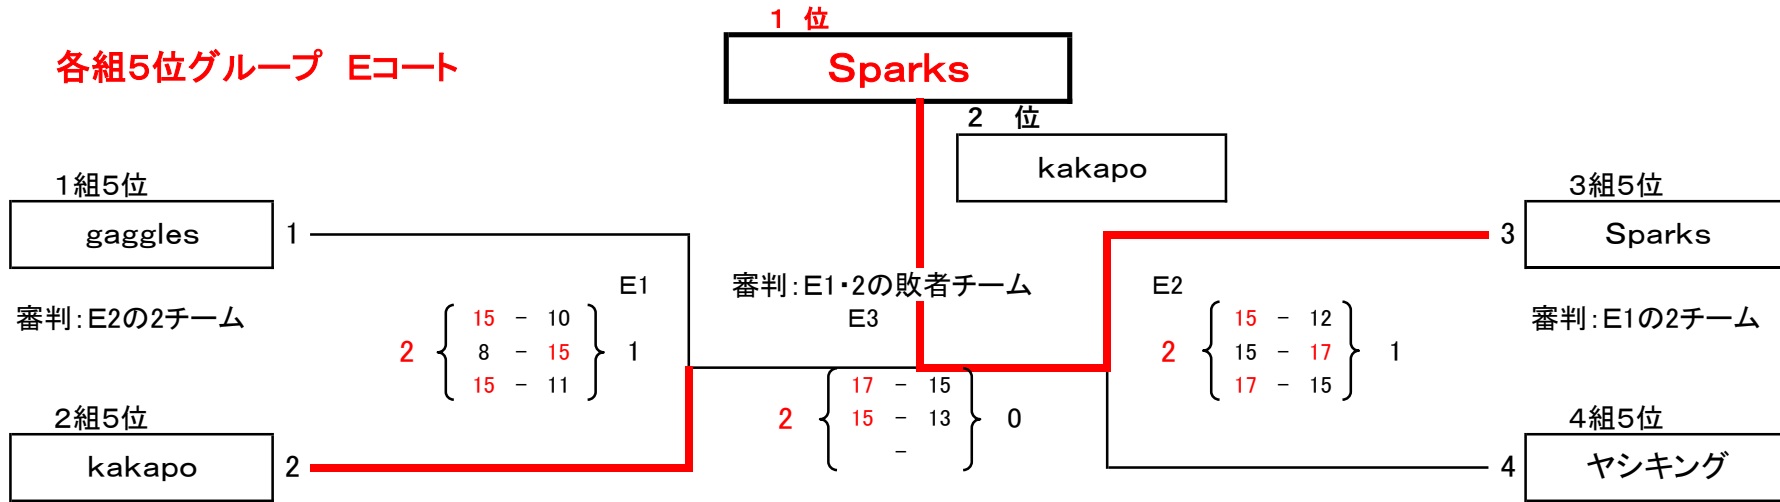 1 位
各組5位グループ Eコート
Sparks
2 位
kakapo
1組5位
gaggles
1
3組5位
3
Sparks
審判:E2の2チーム
E1
審判:E1・2の敗者チーム
E3
E2
審判:E1の2チーム
2
15 - 10
8 - 15
15 - 11
1
2
17 - 15
15 - 13
-
0
2
15 - 12
15 - 17
17 - 15
1
2組5位
kakapo
2
4組5位
4
ヤシキング